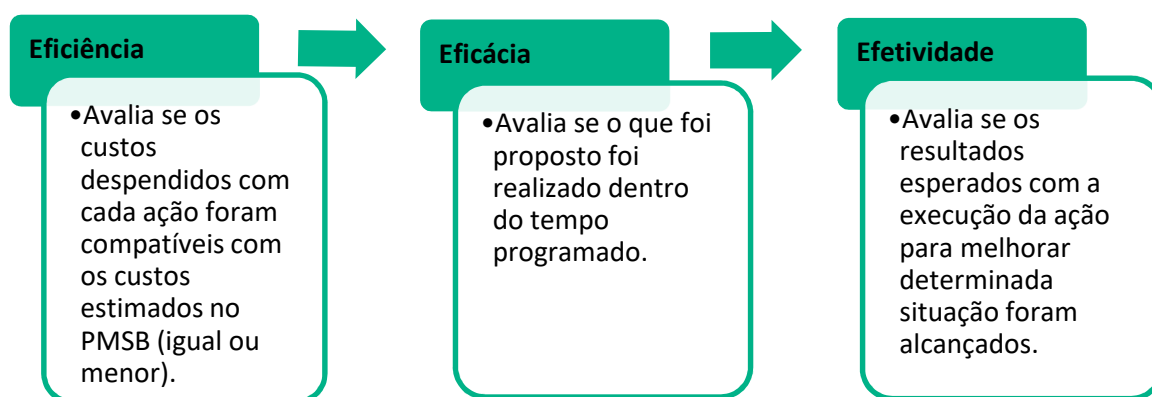 Eficiência
•Avalia se os
custos
despendidos com
cada ação foram
compatíveis com
os custos
estimados no
PMSB (igual ou
menor).
Eficácia
•Avalia se o que foi
proposto foi
realizado dentro
do tempo
programado.
Efetividade
•Avalia se os
resultados
esperados com a
execução da ação
para melhorar
determinada
situação foram
alcançados.